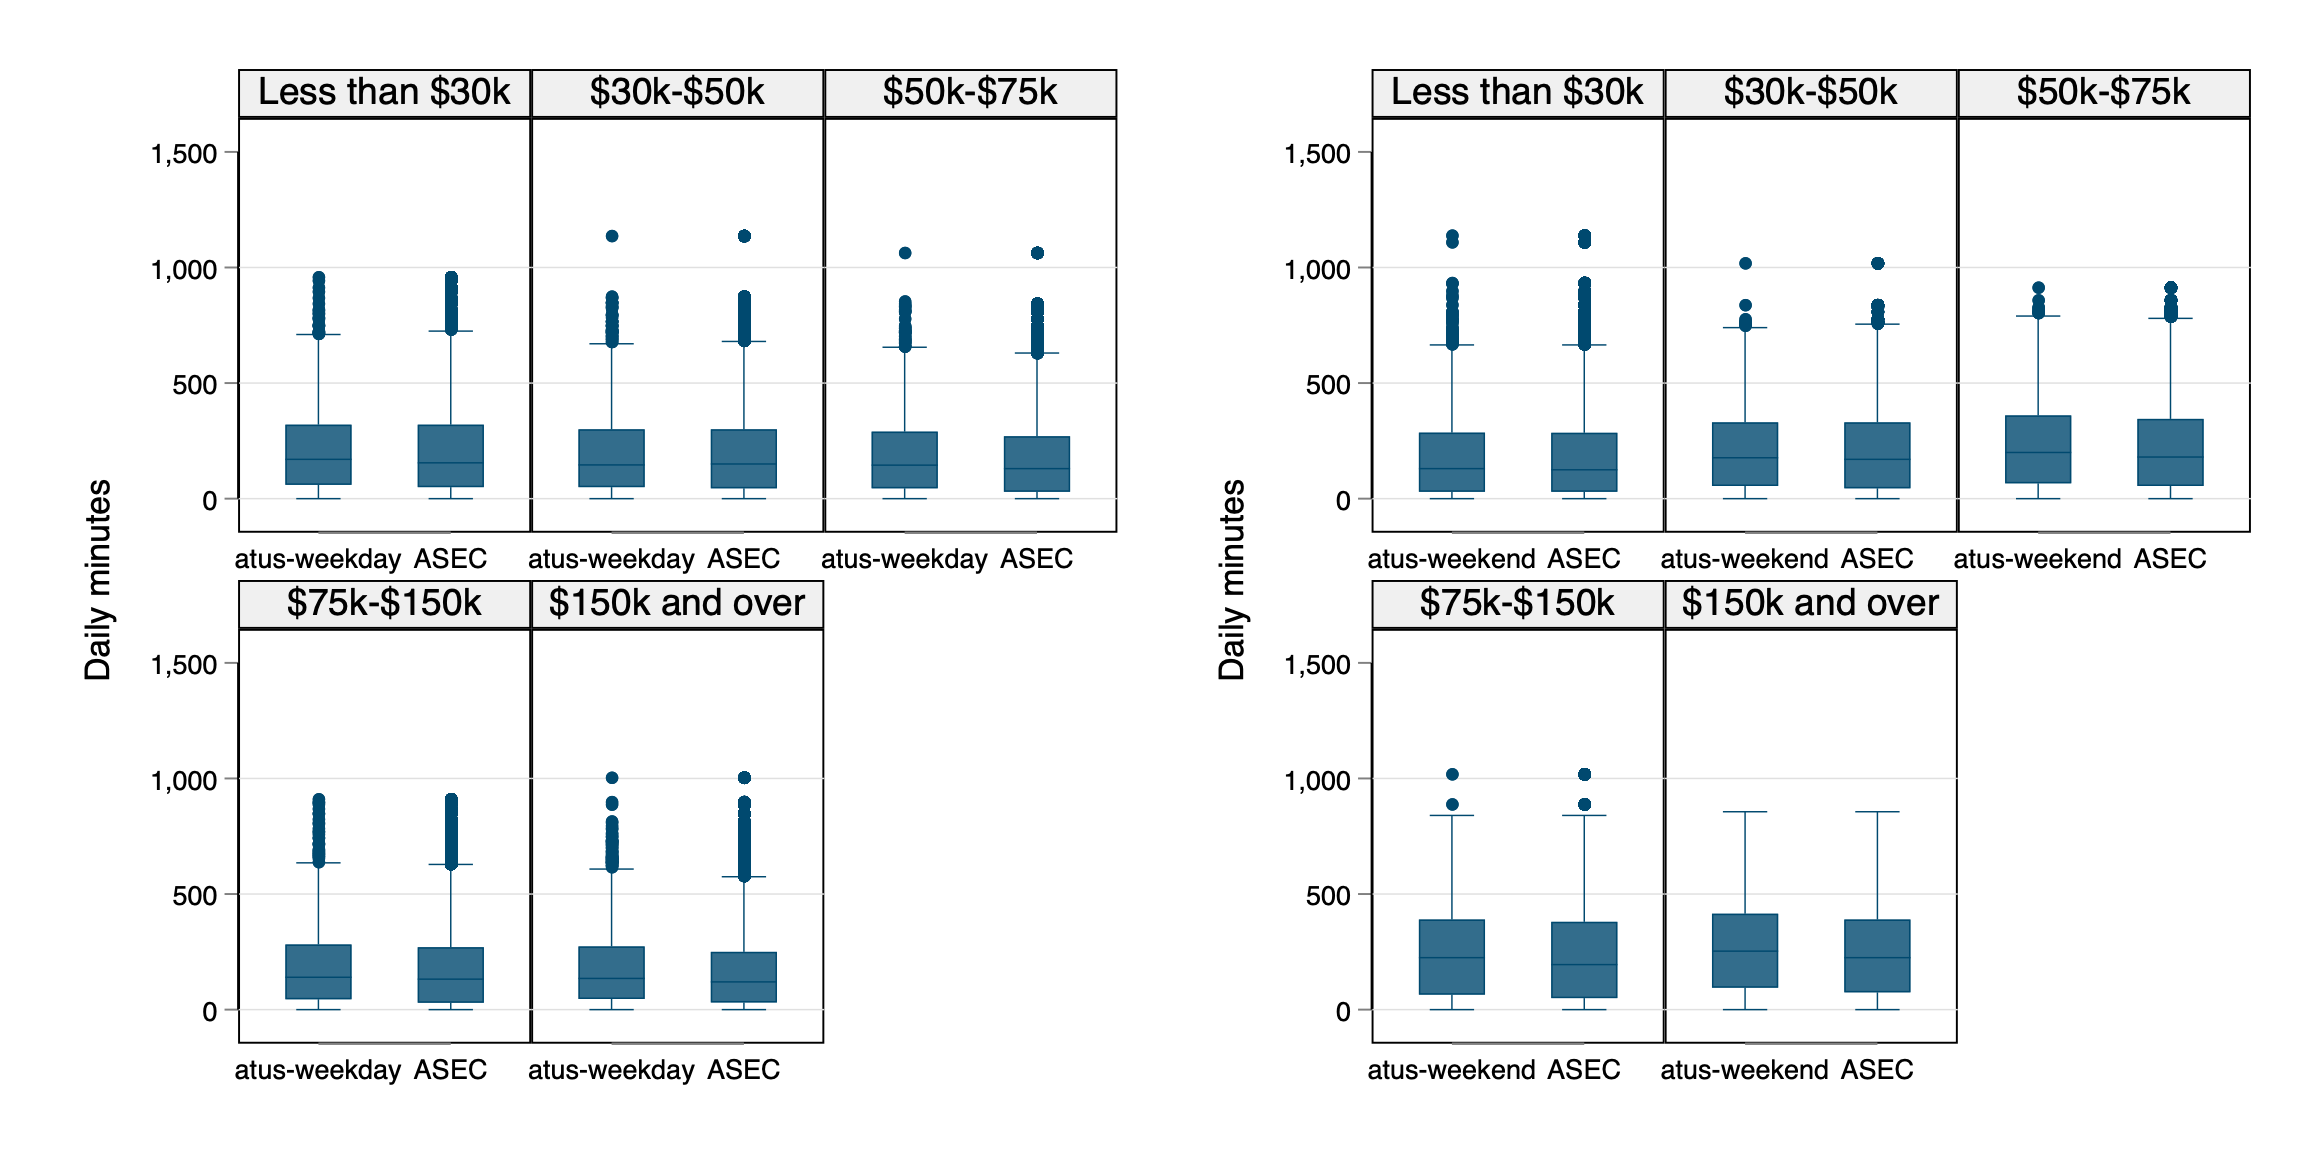 Daily minutes
Less than $30k $30k-$50k $50k-$75k
1,500
1,000
500
0
atus-weekday ASEC atus-weekday ASEC atus-weekday ASEC
$75k-$150k $150k and over
1,500
1,000
500
0
atus-weekday ASEC atus-weekday ASEC
Daily minutes
Less than $30k $30k-$50k $50k-$75k
1,500
1,000
500
0
atus-weekend ASEC atus-weekend ASEC atus-weekend ASEC
$75k-$150k $150k and over
1,500
1,000
500
0
atus-weekend ASEC atus-weekend ASEC